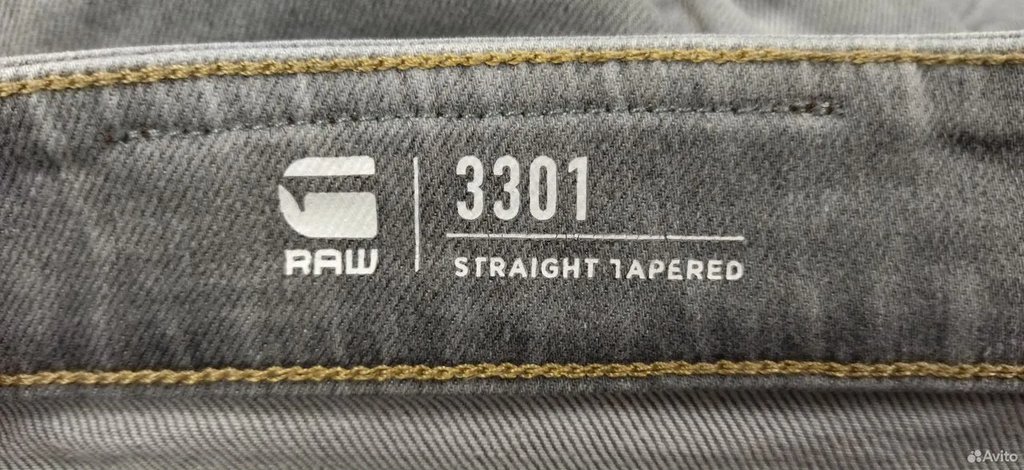 RAW
3301
STRAIGHT TAPERED
Avito